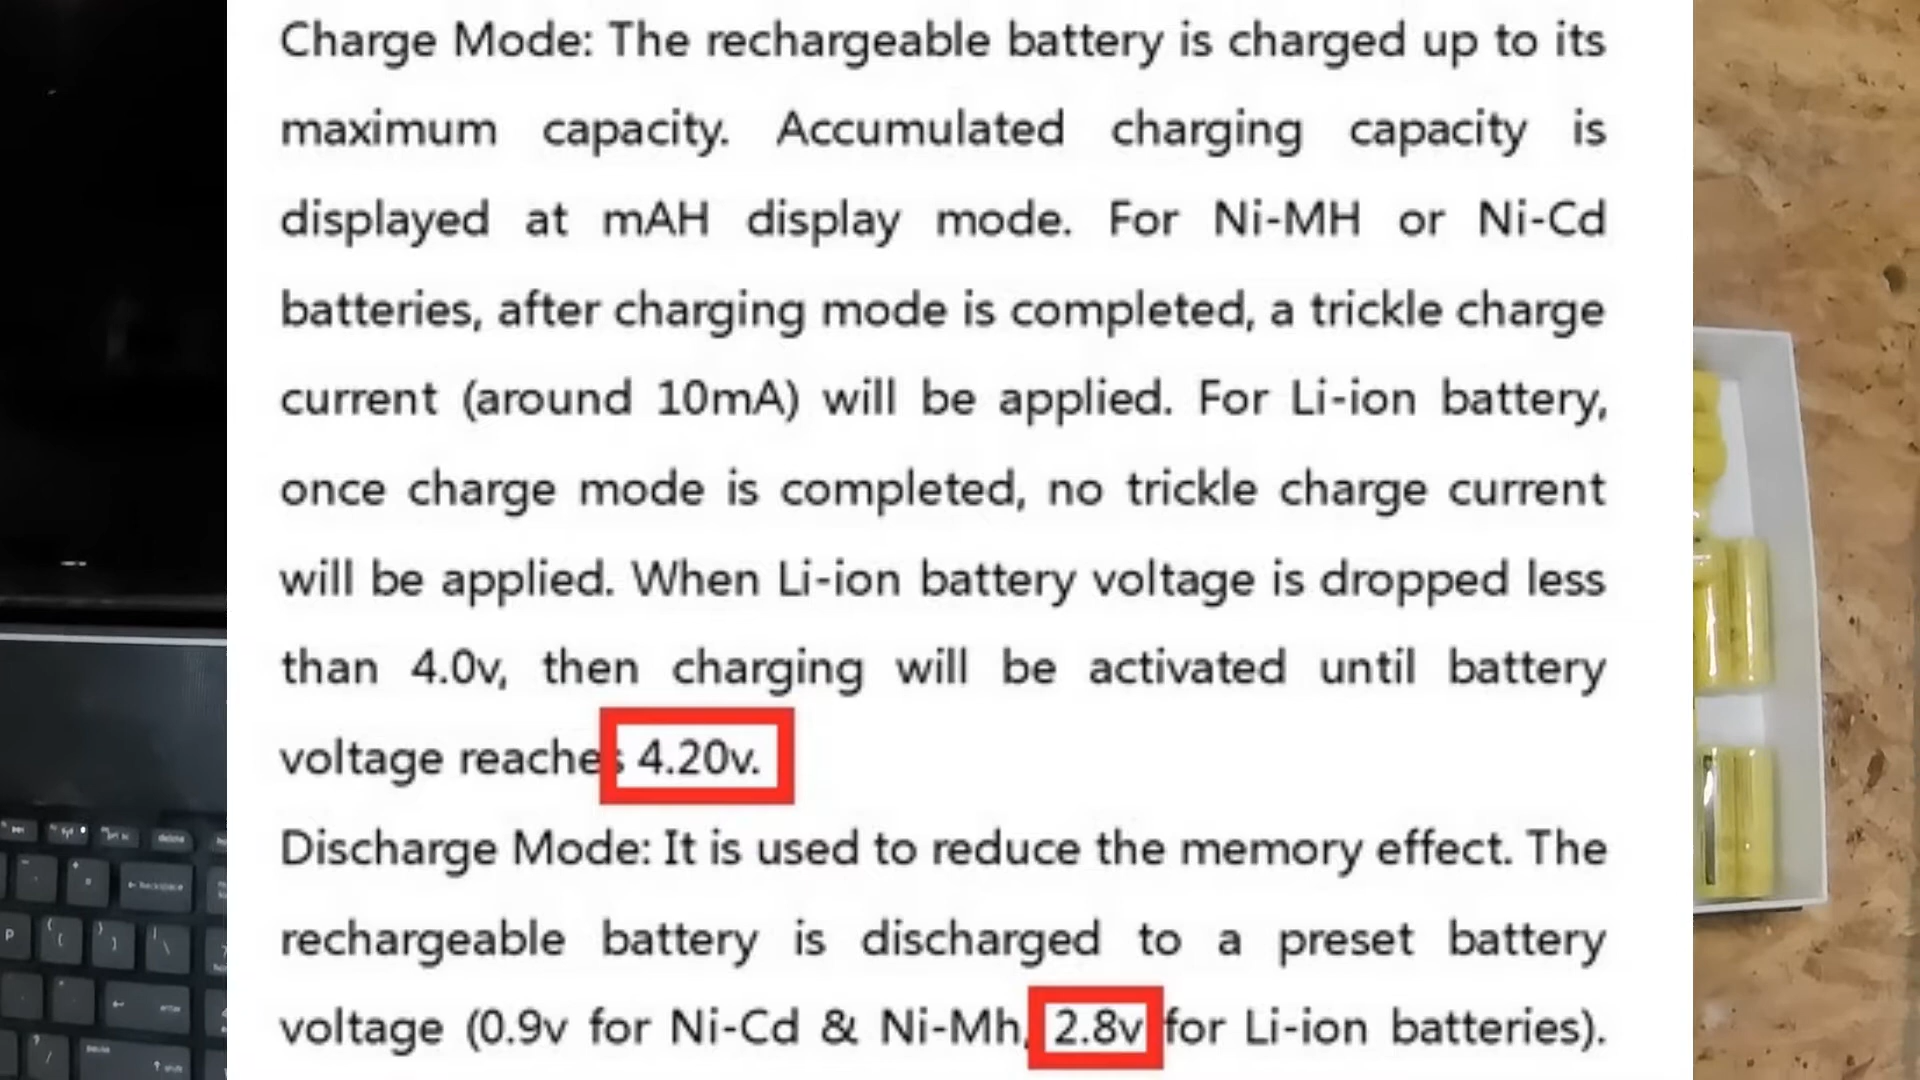 Charge Mode: The rechargeable battery is charged up to its
maximum capacity. Accumulated charging capacity is
displayed at mAH display mode. For Ni-MH or Ni-Cd
batteries, after charging mode is completed, a trickle charge
current (around 10mA) will be applied. For Li-ion battery,
once charge mode is completed, no trickle charge current
will be applied. When Li-ion battery voltage is dropped less
than 4.0v, then charging will be activated until battery
voltage reaches 4.20v.
Discharge Mode: It is used to reduce the memory effect. The
rechargeable battery is discharged to a preset battery
voltage (0.9v for Ni-Cd & Ni-Mh, 2.8v for Li-ion batteries).
delete
backspace
P
enter
pause